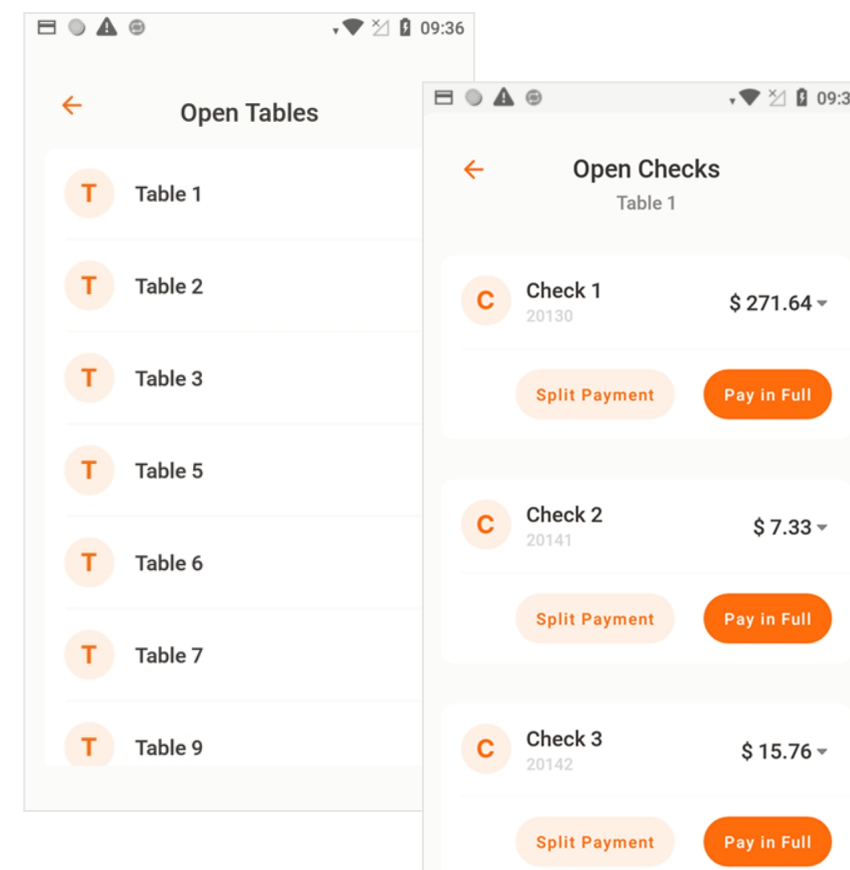 09:36
Open Tables
T Table 1
T Table 2
T Table 3
T Table 5
T Table 6
T Table 7
T Table 9
09:3
Open Checks
Table 1
C Check 1 $ 271.64
20130
Split Payment Pay in Full
C Check 2 $ 7.33
20141
Split Payment Pay in Full
C Check 3 $ 15.76
20142
Split Payment Pay in Full